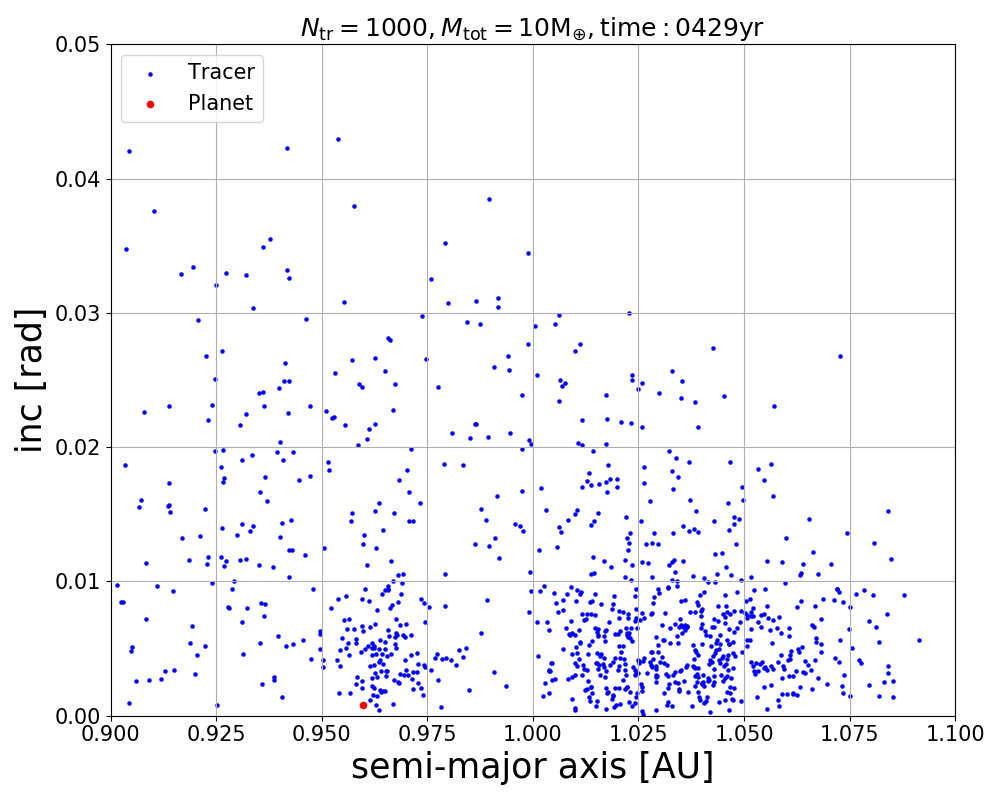 N_tr = 1000, M_tot = 10M_⊕, time : 0429yr
0.05
Tracer
Planet
0.04
0.03
0.02
0.01
0.00
inc [rad]
0.900 0.925 0.950 0.975 1.000 1.025 1.050 1.075 1.100
semi-major axis [AU]